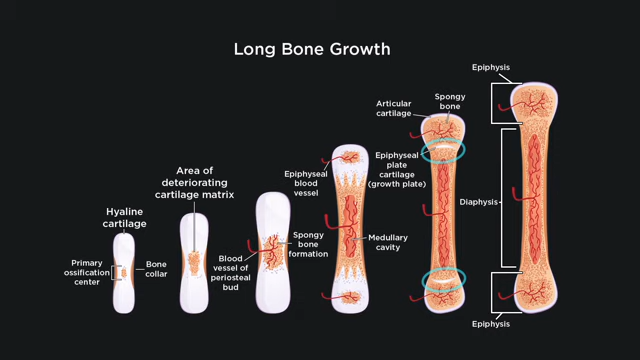 Long Bone Growth
Hyaline
cartilage
Primary
ossification
center
Bone
collar
Area of
deteriorating
cartilage matrix
Blood
vessel of
periosteal
bud
Spongy
bone
formation
Epiphyseal
blood
vessel
Medullary
cavity
Articular
cartilage
Spongy
bone
Epiphyseal
plate
cartilage
(growth plate)
Epiphysis
Diaphysis
Epiphysis